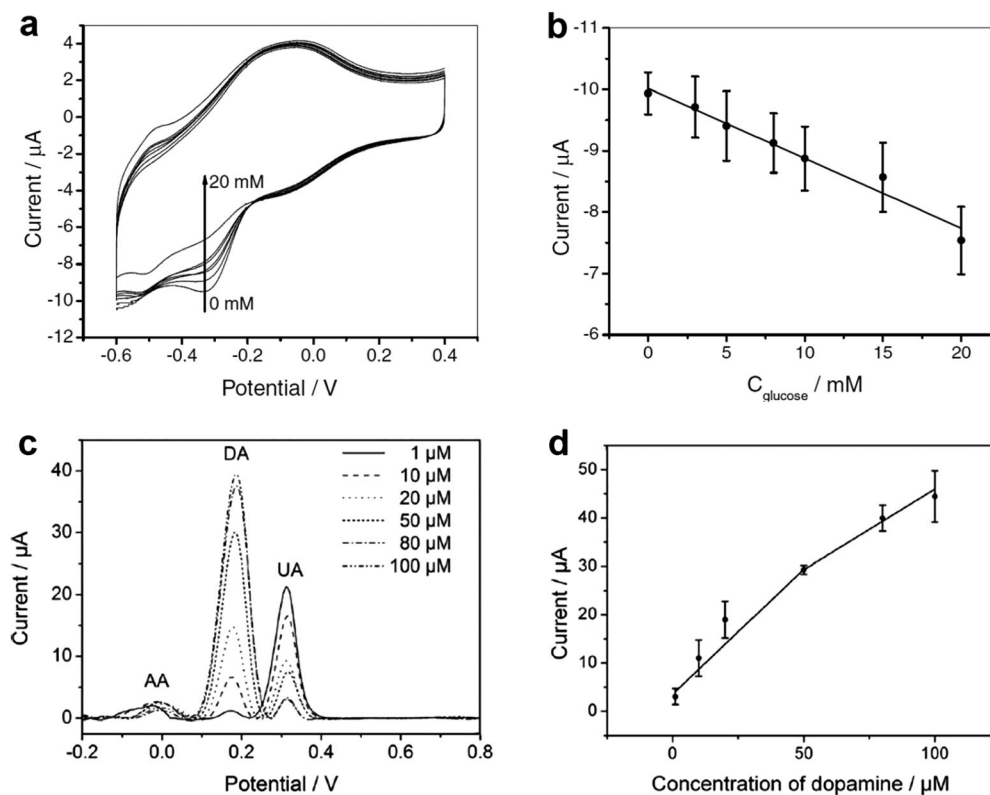 a
4
2
0
-2
-4
-6
-8
-10
-12
Current / µA
20 mM
0 mM
-0.6
-0.4
-0.2
0.0
0.2
0.4
Potential / V
b
-11
-10
-9
-8
-7
-6
Current / µA
0
5
10
15
20
C glucose / mM
c
40
30
20
10
0
Current / µA
AA
DA
UA
1 µM
10 µM
20 µM
50 µM
80 µM
100 µM
-0.2
0.0
0.2
0.4
0.6
0.8
Potential / V
d
50
40
30
20
10
0
Current / µA
0
50
100
Concentration of dopamine / µM